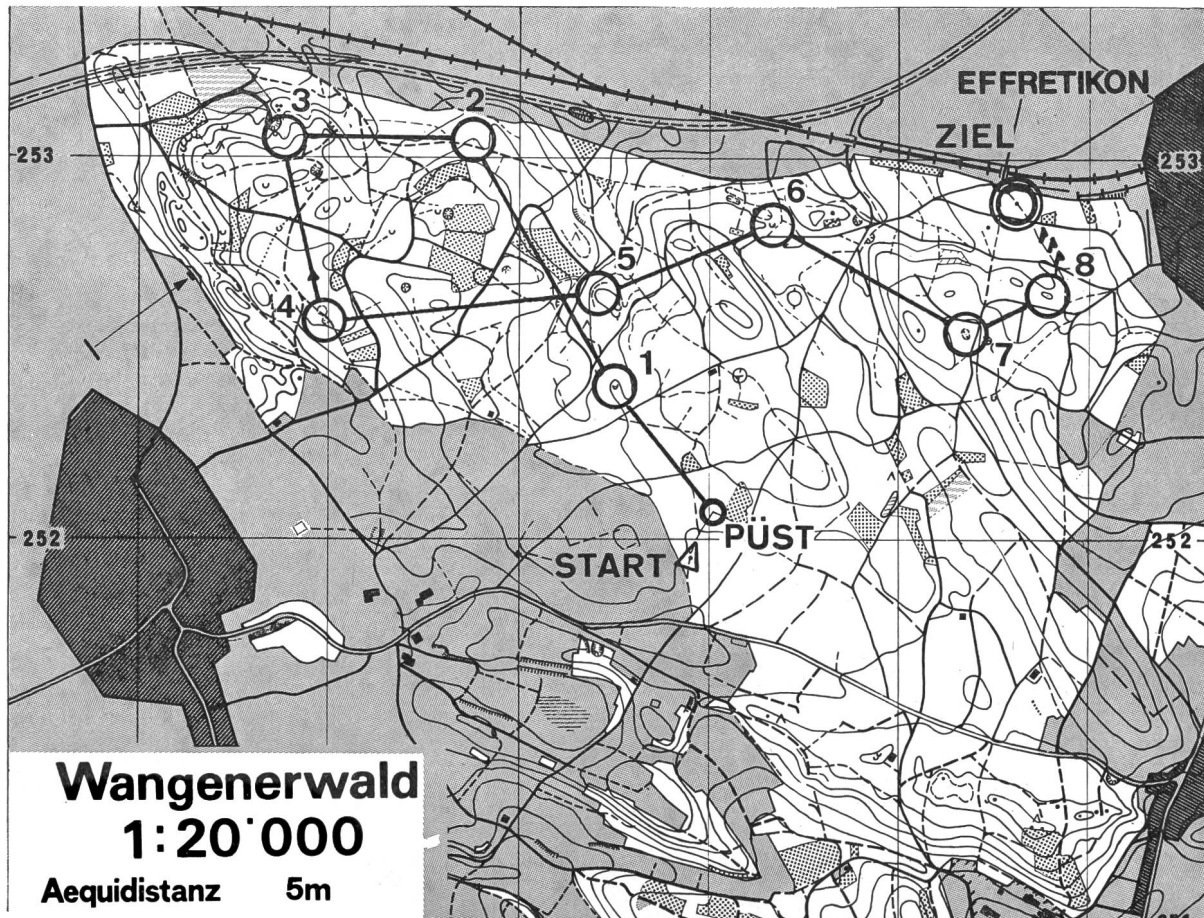 EFFRETIKON
3
2
ZIEL
253
253
6
5
8
4
7
1
PÜST
252
252
START
Wangenerwald
1:20'000
Aequidistanz 5m